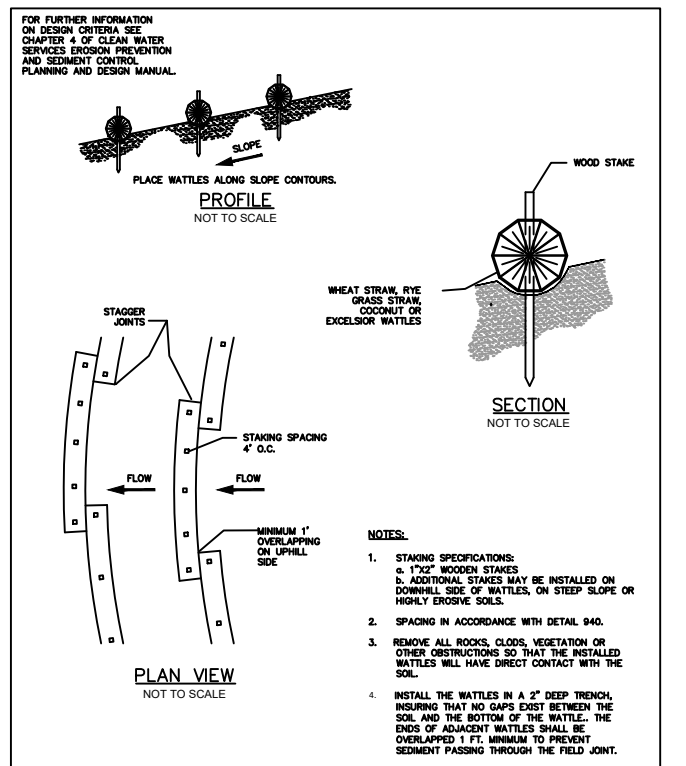 FOR FURTHER INFORMATION
ON DESIGN CRITERIA SEE
CHAPTER 4 OF CLEAN WATER
SERVICES EROSION PREVENTION
AND SEDIMENT CONTROL
PLANNING AND DESIGN MANUAL.
SLOPE
PLACE WATTLES ALONG SLOPE CONTOURS.
PROFILE
NOT TO SCALE
WOOD STAKE
WHEAT STRAW, RYE
GRASS STRAW,
COCONUT OR
EXCELSIOR WATTLES
SECTION
NOT TO SCALE
STAGGER
JOINTS
STAKING SPACING
4' O.C.
FLOW
FLOW
MINIMUM 1'
OVERLAPPING
ON UPHILL
SIDE
PLAN VIEW
NOT TO SCALE
NOTES:
1. STAKING SPECIFICATIONS:
a. 1"X2" WOODEN STAKES
b. ADDITIONAL STAKES MAY BE INSTALLED ON
DOWNHILL SIDE OF WATTLES, ON STEEP SLOPE OR
HIGHLY EROSIVE SOILS.
2. SPACING IN ACCORDANCE WITH DETAIL 940.
3. REMOVE ALL ROCKS, CLODS, VEGETATION OR
OTHER OBSTRUCTIONS SO THAT THE INSTALLED
WATTLES WILL HAVE DIRECT CONTACT WITH THE
SOIL.
4. INSTALL THE WATTLES IN A 2" DEEP TRENCH,
INSURING THAT NO GAPS EXIST BETWEEN THE
SOIL AND THE BOTTOM OF THE WATTLE.. THE
ENDS OF ADJACENT WATTLES SHALL BE
OVERLAPPED 1 FT. MINIMUM TO PREVENT
SEDIMENT PASSING THROUGH THE FIELD JOINT.